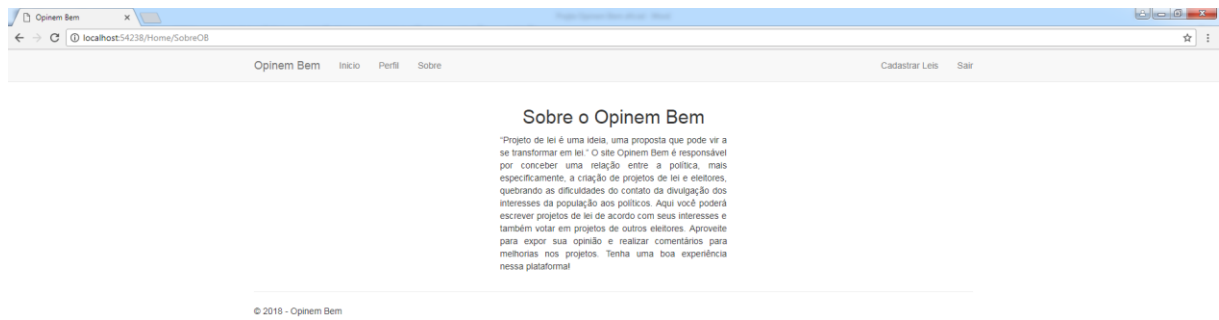 Opinem Bem
localhost:54238/Home/SobreOB
Opinem Bem Inicio Perfil Sobre Cadastrar Leis Sair
Sobre o Opinem Bem
"Projeto de lei é uma ideia, uma proposta que pode vir a
se transformar em lei." O site Opinem Bem é responsável
por conceber uma relação entre a política, mais
especificamente, a criação de projetos de lei e eleitores,
quebrando as dificuldades do contato da divulgação dos
interesses da população aos políticos. Aqui você poderá
escrever projetos de lei de acordo com seus interesses e
também votar em projetos de outros eleitores. Aproveite
para expor sua opinião e realizar comentários para
melhorias nos projetos. Tenha uma boa experiência
nessa plataforma!
© 2018 - Opinem Bem